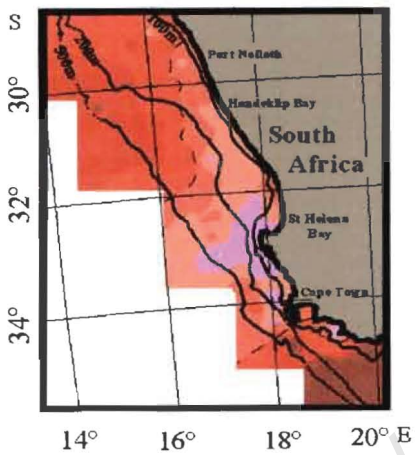 S
100m
200m
500m
Port Nolloth
30°
Hondeklip Bay
South
Africa
32°
St Helena
Bay
Cape Town
34°
14° 16° 18° 20° E